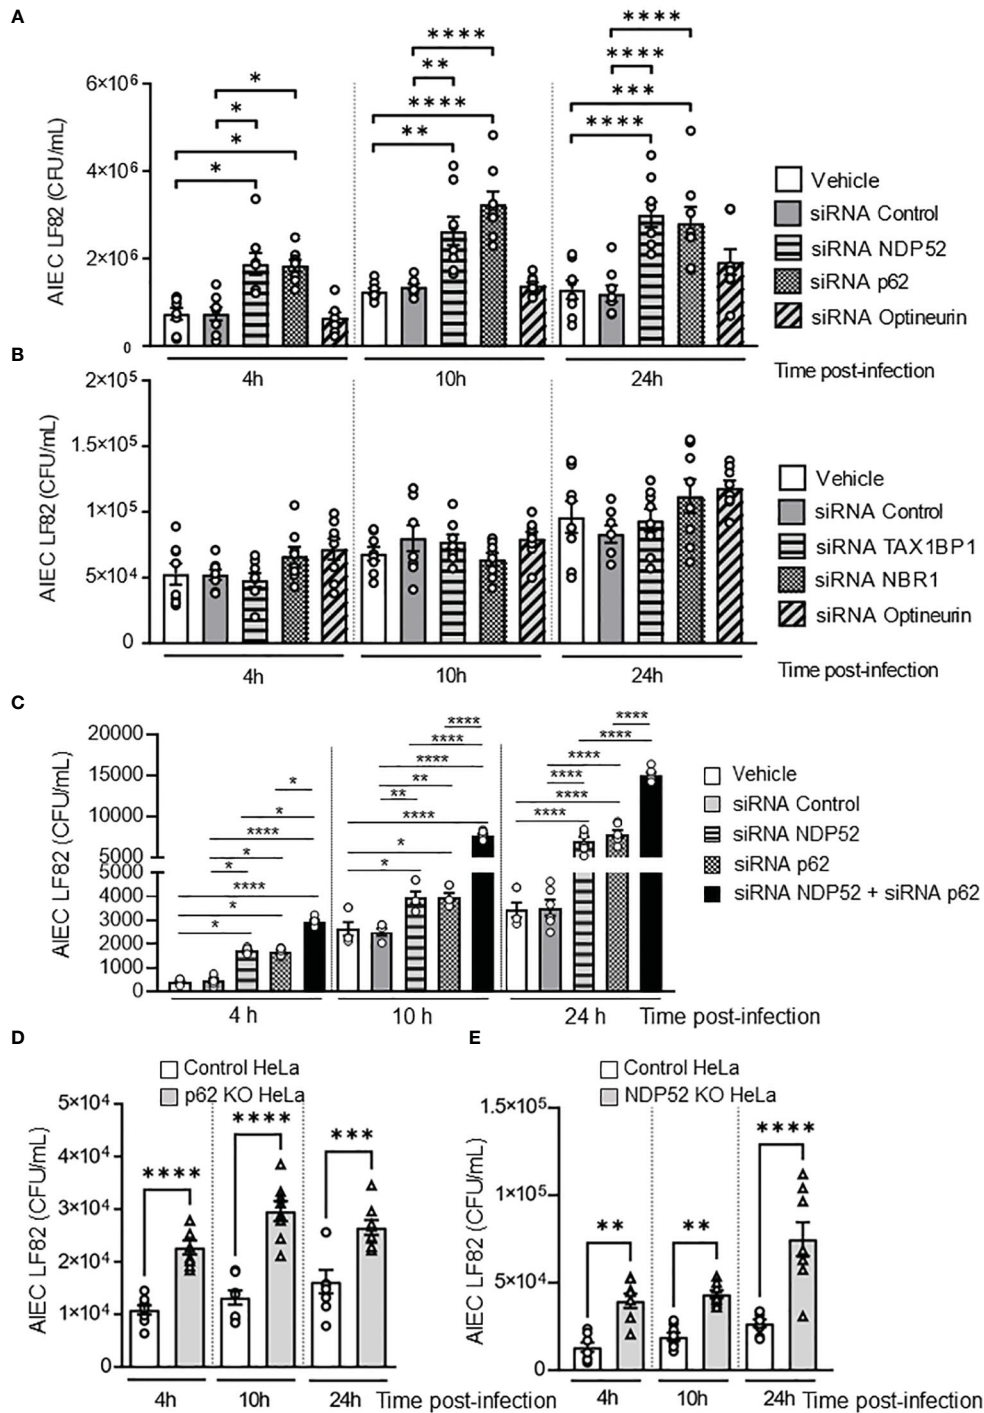 A
AIEC LF82 (CFU/mL)
6×10⁶
4×10⁶
2×10⁶
0
* * * *
** **** ** ****
**** *** **** ****
4h 10h 24h
Time post-infection
Vehicle
siRNA Control
siRNA NDP52
siRNA p62
siRNA Optineurin
B
AIEC LF82 (CFU/mL)
2×10⁵
1.5×10⁵
1×10⁵
5×10⁴
0
4h 10h 24h
Time post-infection
Vehicle
siRNA Control
siRNA TAX1BP1
siRNA NBR1
siRNA Optineurin
C
AIEC LF82 (CFU/mL)
20000
15000
10000
5000
5000
4000
3000
2000
1000
0
* * **** * * **** * *
**** **** **** ** ** **** * *
**** **** **** **** **** ****
4 h 10 h 24 h Time post-infection
Vehicle
siRNA Control
siRNA NDP52
siRNA p62
siRNA NDP52 + siRNA p62
D
Control HeLa
p62 KO HeLa
AIEC LF82 (CFU/mL)
5×10⁴
4×10⁴
3×10⁴
2×10⁴
1×10⁴
0
**** **** ***
4h 10h 24h Time post-infection
E
Control HeLa
NDP52 KO HeLa
AIEC LF82 (CFU/mL)
1.5×10⁵
1×10⁵
5×10⁴
0
** ** ****
4h 10h 24h Time post-infection